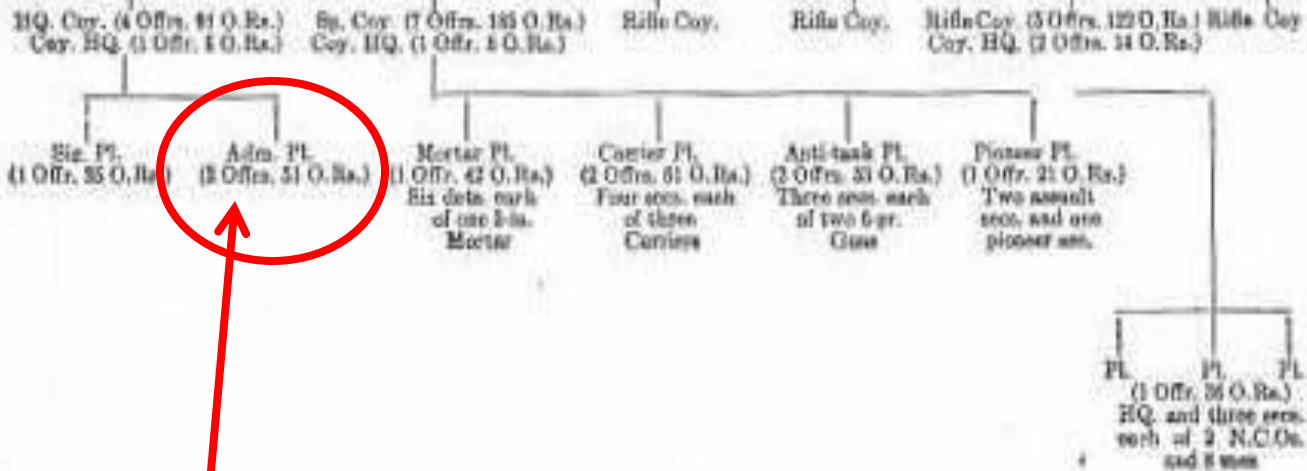 HQ. Coy. (4 Offrs. 91 O.Rs.)
Coy. HQ. (1 Offr. 5 O.Rs.)
Sp. Coy. (7 Offrs. 185 O.Rs.)
Coy. HQ. (1 Offr. 8 O.Rs.)
Rifle Coy.
Rifle Coy.
Rifle Coy. (5 Offrs. 122 O.Rs.)
Coy. HQ. (2 Offrs. 14 O.Rs.)
Rifle Coy
Sig. Pl.
(1 Offr. 35 O.Rs.)
Adm. Pl.
(2 Offrs. 51 O.Rs.)
Mortar Pl.
(1 Offr. 42 O.Rs.)
Six dets. each
of one 3-in.
Mortar
Carrier Pl.
(2 Offrs. 61 O.Rs.)
Four secs. each
of three
Carriers
Anti-tank Pl.
(2 Offrs. 53 O.Rs.)
Three secs. each
of two 6-pr.
Guns
Pioneer Pl.
(1 Offr. 21 O.Rs.)
Two assault
secs. and one
pioneer sec.
Pl.
Pl.
Pl.
(1 Offr. 36 O.Rs.)
HQ. and three secs.
each of 2 N.C.Os.
and 8 men